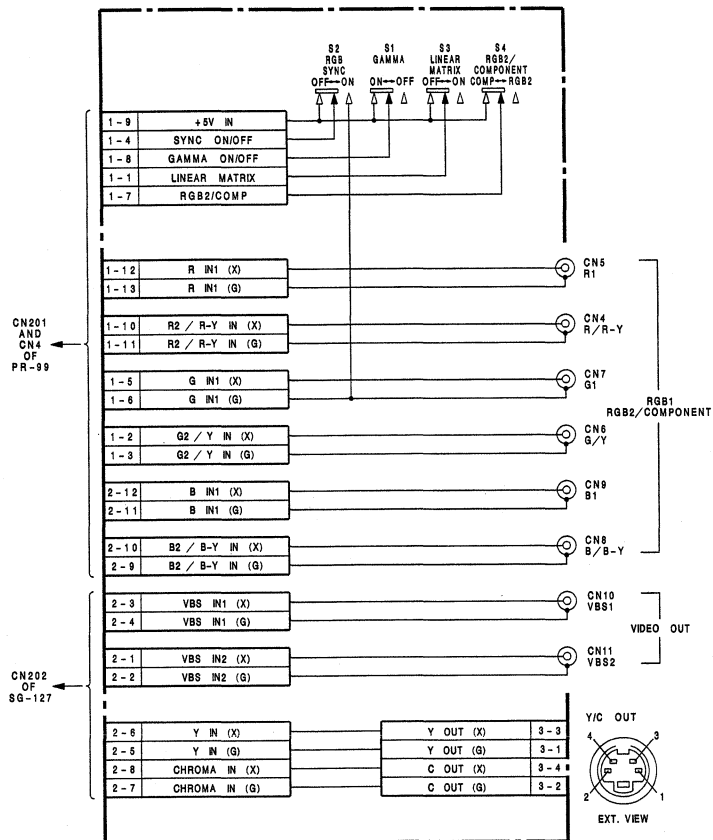 S2
RGB
SYNC
OFF↔ON
S1
GAMMA
ON↔OFF
S3
LINEAR
MATRIX
OFF↔ON
S4
RGB2/
COMPONENT
COMP↔RGB2
1-9 +5V IN
1-4 SYNC ON/OFF
1-8 GAMMA ON/OFF
1-1 LINEAR MATRIX
1-7 RGB2/COMP
1-12 R IN1 (X)
1-13 R IN1 (G)
CN5
R1
1-10 R2 / R-Y IN (X)
1-11 R2 / R-Y IN (G)
CN4
R/R-Y
CN201
AND
CN4
OF
PR-99
1-5 G IN1 (X)
1-6 G IN1 (G)
CN7
G1
RGB1
RGB2/COMPONENT
1-2 G2 / Y IN (X)
1-3 G2 / Y IN (G)
CN6
G/Y
2-12 B IN1 (X)
2-11 B IN1 (G)
CN9
B1
2-10 B2 / B-Y IN (X)
2-9 B2 / B-Y IN (G)
CN8
B/B-Y
2-3 VBS IN1 (X)
2-4 VBS IN1 (G)
CN10
VBS1
VIDEO OUT
2-1 VBS IN2 (X)
2-2 VBS IN2 (G)
CN11
VBS2
CN202
OF
SG-127
2-6 Y IN (X) Y OUT (X) 3-3
2-5 Y IN (G) Y OUT (G) 3-1
2-8 CHROMA IN (X) C OUT (X) 3-4
2-7 CHROMA IN (G) C OUT (G) 3-2
Y/C OUT
4 3
2 1
EXT. VIEW